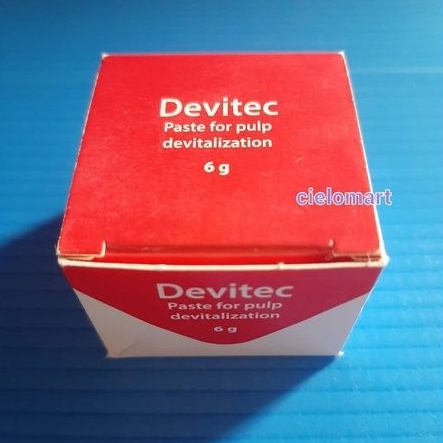 Devitec
Paste for pulp
devitalization
6 g
cielomart
Devitec
Paste for pulp
devitalization
6 g